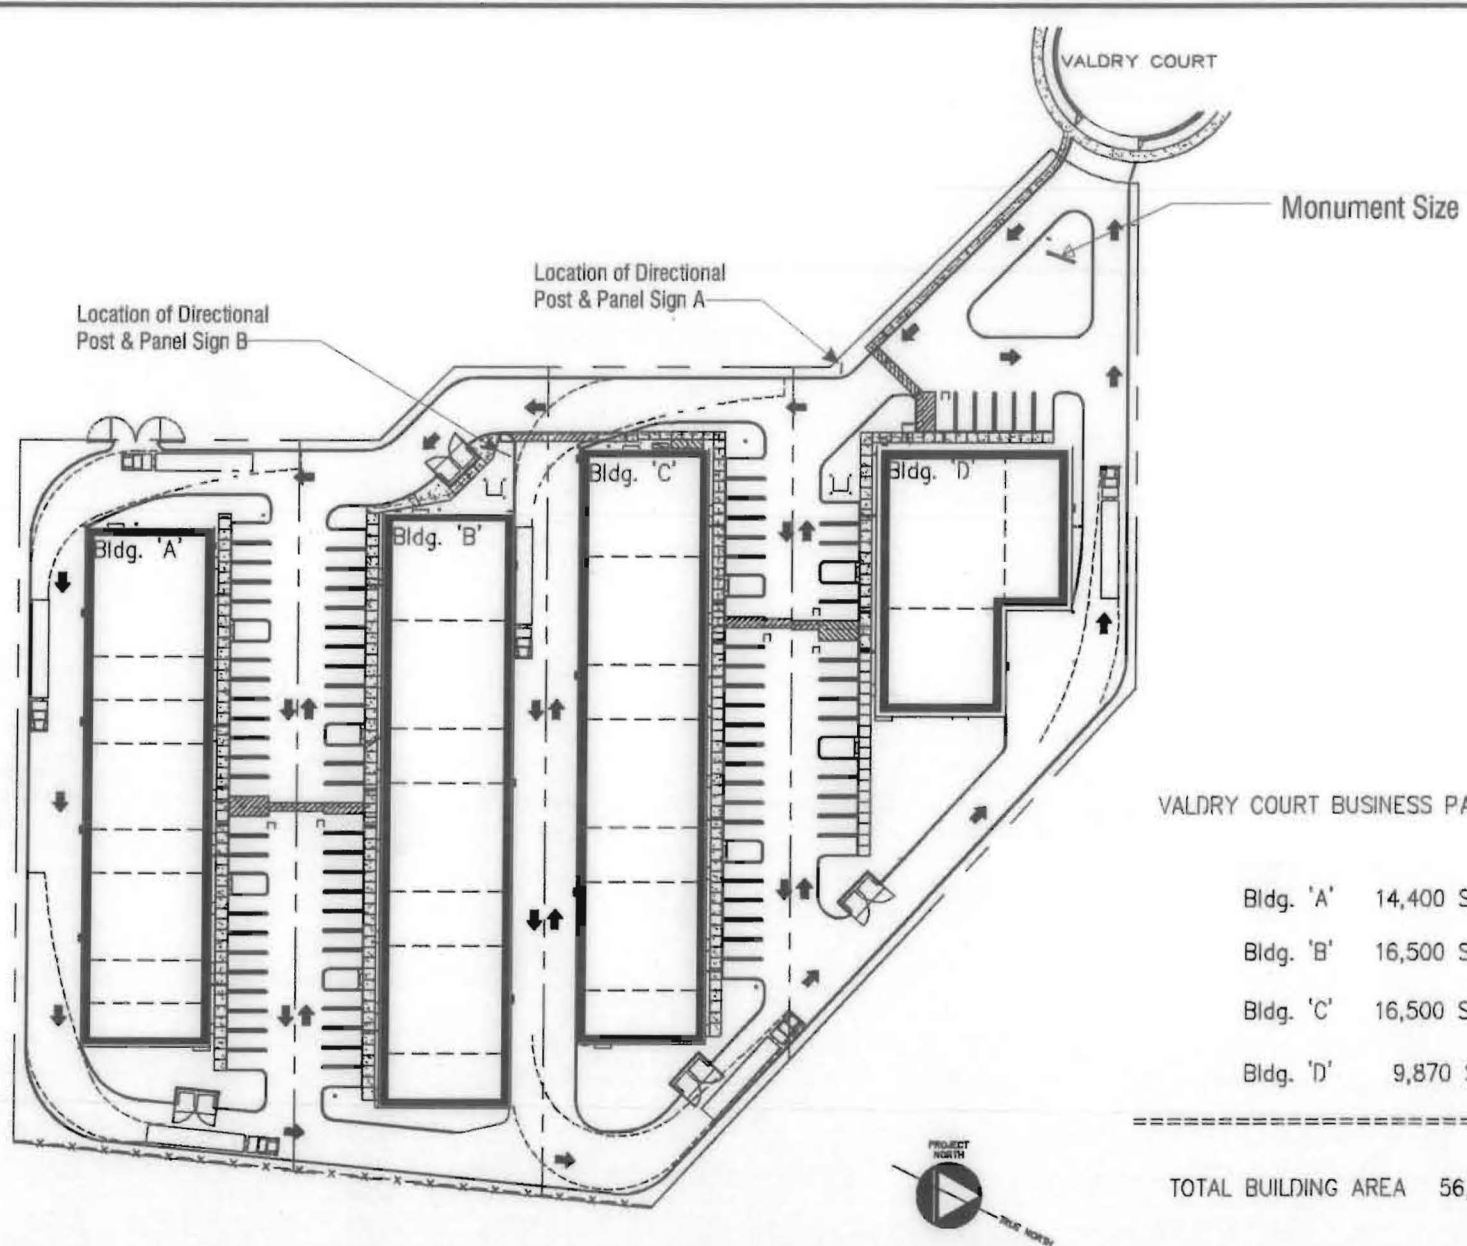 VALDRY COURT
Monument Size
Location of Directional
Post & Panel Sign A
Location of Directional
Post & Panel Sign B
Bldg. 'A'
Bldg. 'B'
Bldg. 'C'
Bldg. 'D'
VALDRY COURT BUSINESS PA
Bldg. 'A' 14,400 S
Bldg. 'B' 16,500 S
Bldg. 'C' 16,500 S
Bldg. 'D' 9,870 S
TOTAL BUILDING AREA 56,
PROJECT
NORTH
TRUE NORTH